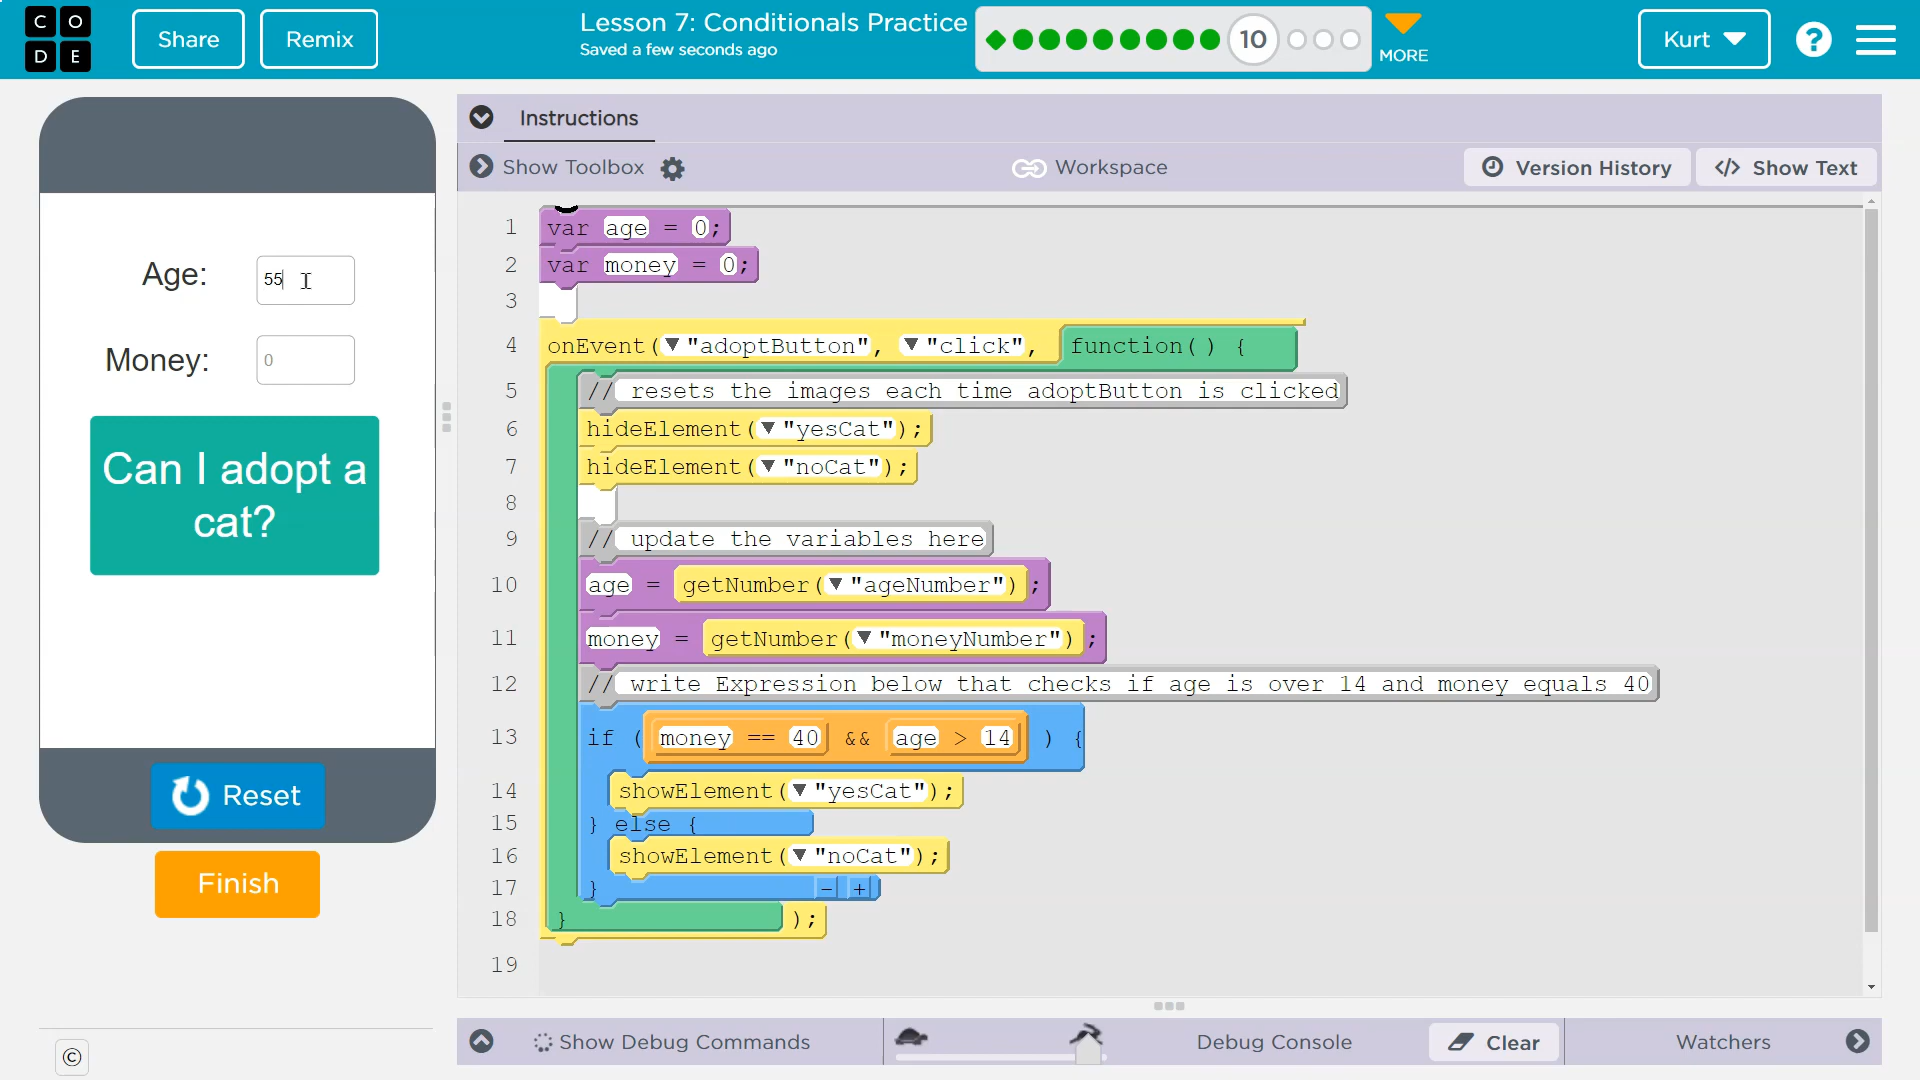 C O
D E
Share
Remix
Lesson 7: Conditionals Practice
Saved a few seconds ago
10
MORE
Kurt
?
Instructions
Show Toolbox
Workspace
Version History
</> Show Text
Age:
55
Money:
0
Can I adopt a
cat?
Reset
Finish
©
1 var age = 0;
2 var money = 0;
3
4 onEvent(▼"adoptButton", ▼"click", function( ) {
5 // resets the images each time adoptButton is clicked
6 hideElement(▼"yesCat");
7 hideElement(▼"noCat");
8
9 // update the variables here
10 age = getNumber(▼"ageNumber");
11 money = getNumber(▼"moneyNumber");
12 // write Expression below that checks if age is over 14 and money equals 40
13 if ( money == 40 && age > 14 ) {
14 showElement(▼"yesCat");
15 } else {
16 showElement(▼"noCat");
17 } - +
18 } );
19
Show Debug Commands
Debug Console
Clear
Watchers